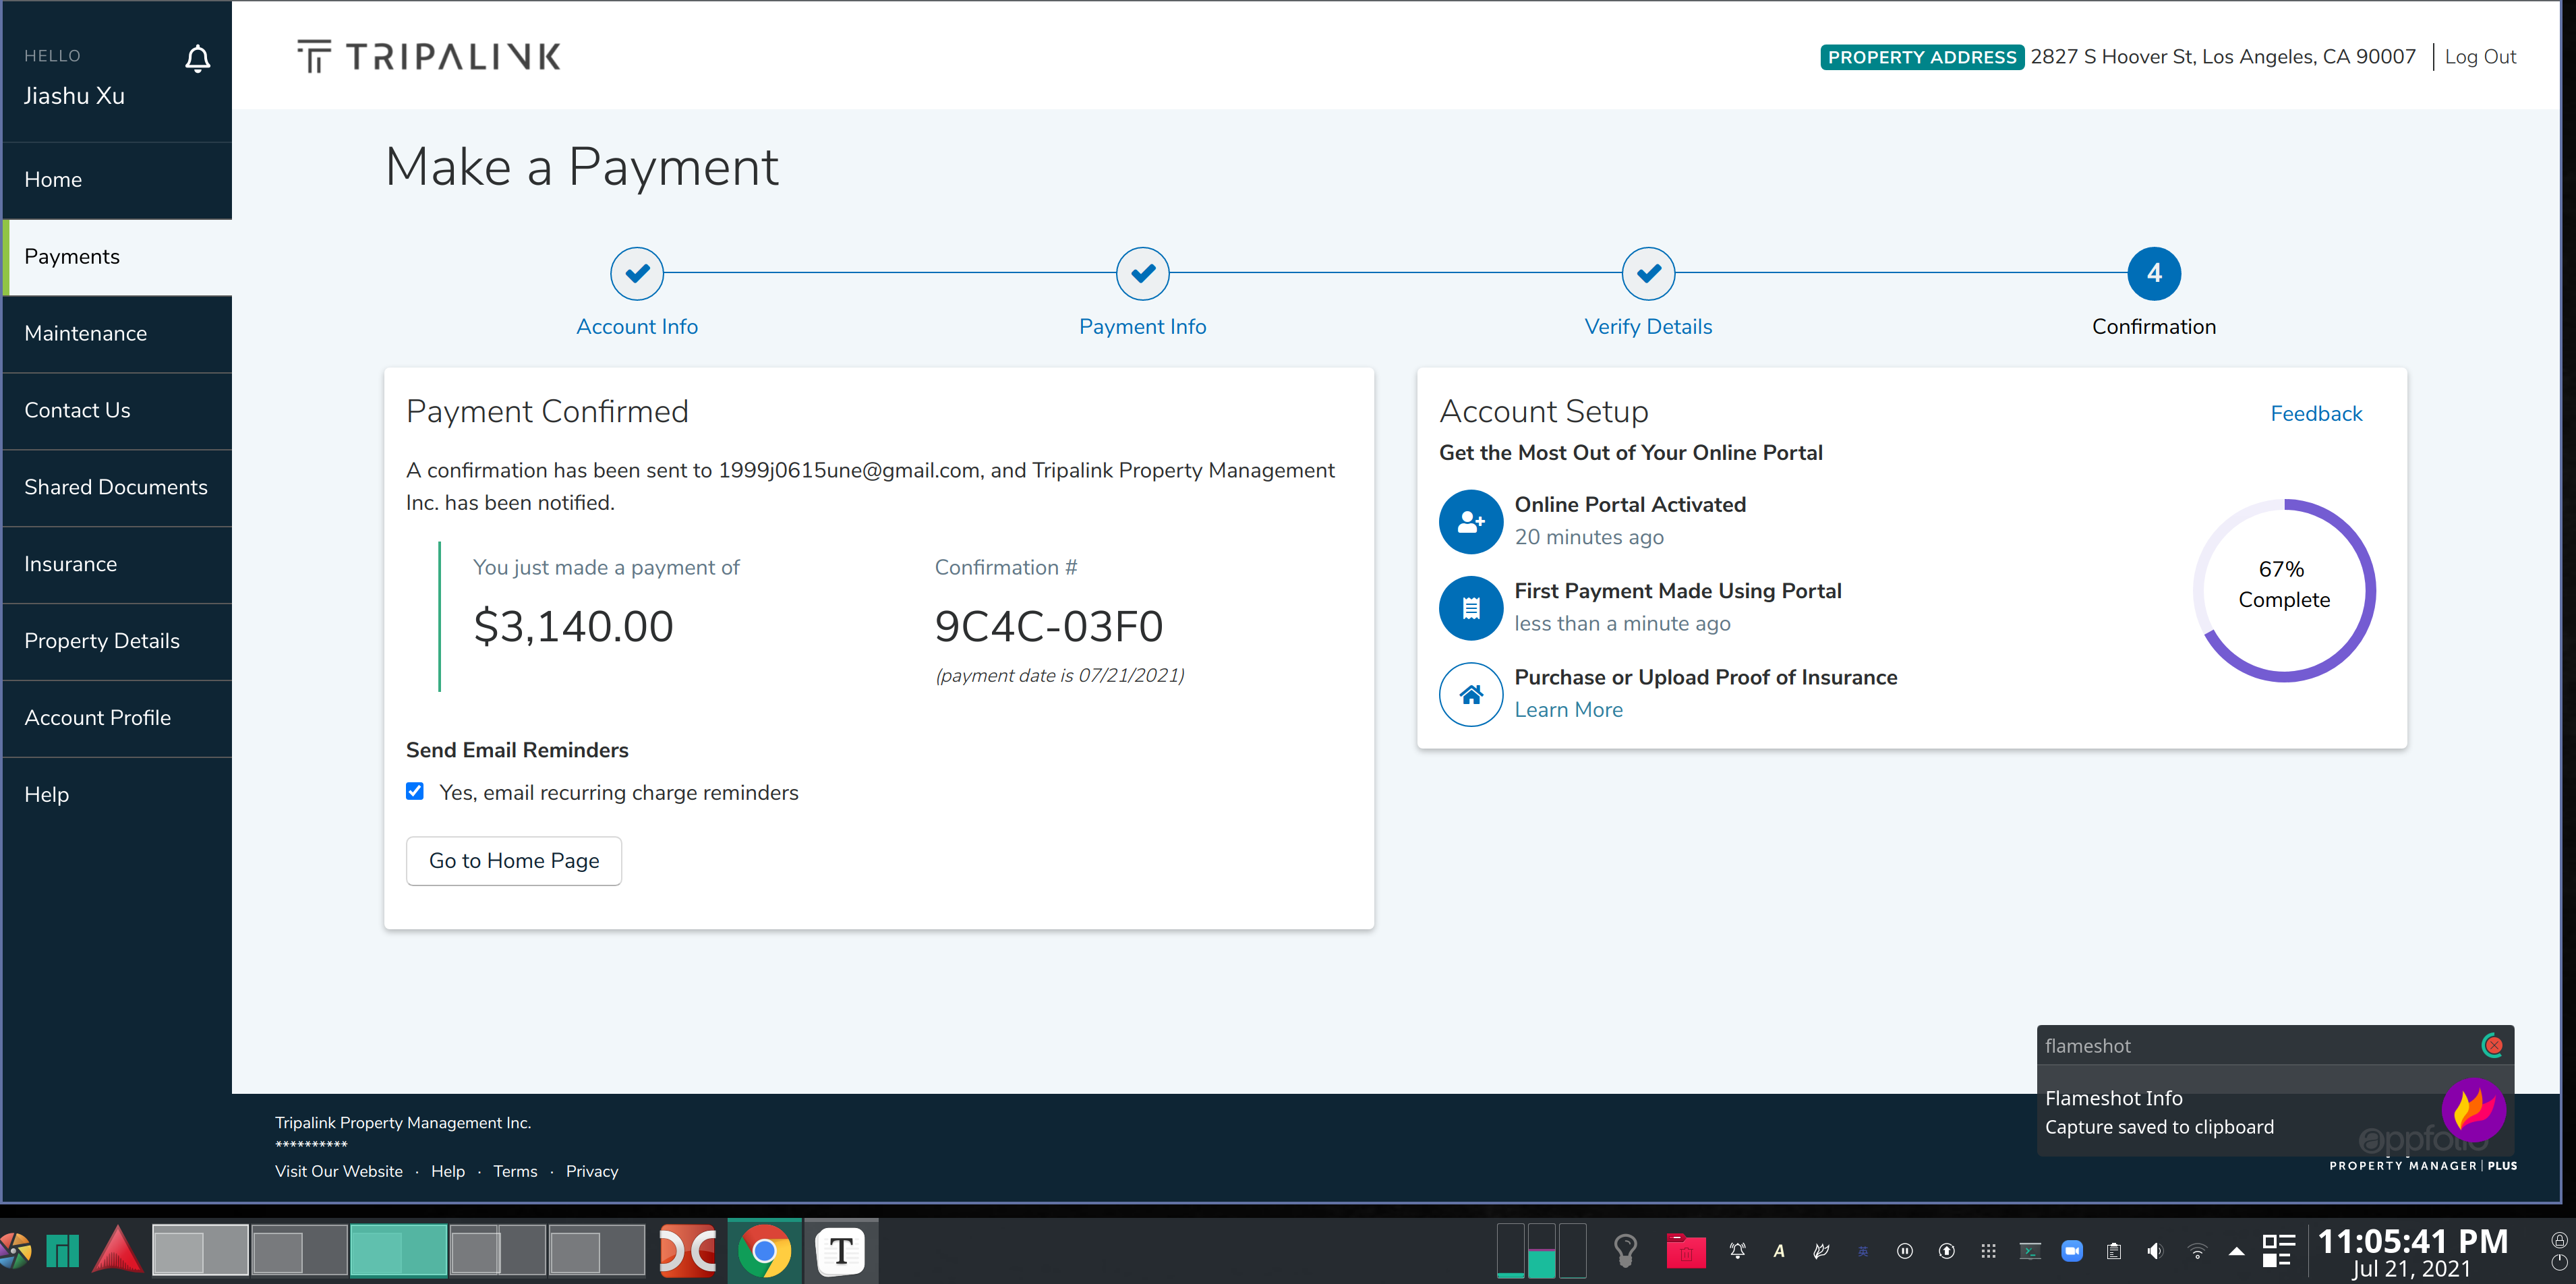 HELLO
Jiashu Xu
Home
Payments
Maintenance
Contact Us
Shared Documents
Insurance
Property Details
Account Profile
Help
TRIPALINK
PROPERTY ADDRESS 2827 S Hoover St, Los Angeles, CA 90007 | Log Out
Make a Payment
4
Account Info
Payment Info
Verify Details
Confirmation
Payment Confirmed
A confirmation has been sent to 1999j0615une@gmail.com, and Tripalink Property Management
Inc. has been notified.
You just made a payment of
$3,140.00
Confirmation #
9C4C-03F0
(payment date is 07/21/2021)
Send Email Reminders
Yes, email recurring charge reminders
Go to Home Page
Account Setup
Feedback
Get the Most Out of Your Online Portal
Online Portal Activated
20 minutes ago
First Payment Made Using Portal
less than a minute ago
Purchase or Upload Proof of Insurance
Learn More
67%
Complete
Tripalink Property Management Inc.
**********
Visit Our Website · Help · Terms · Privacy
flameshot
Flameshot Info
Capture saved to clipboard
appfolio
PROPERTY MANAGER | PLUS
T
A
英
11:05:41 PM
Jul 21, 2021